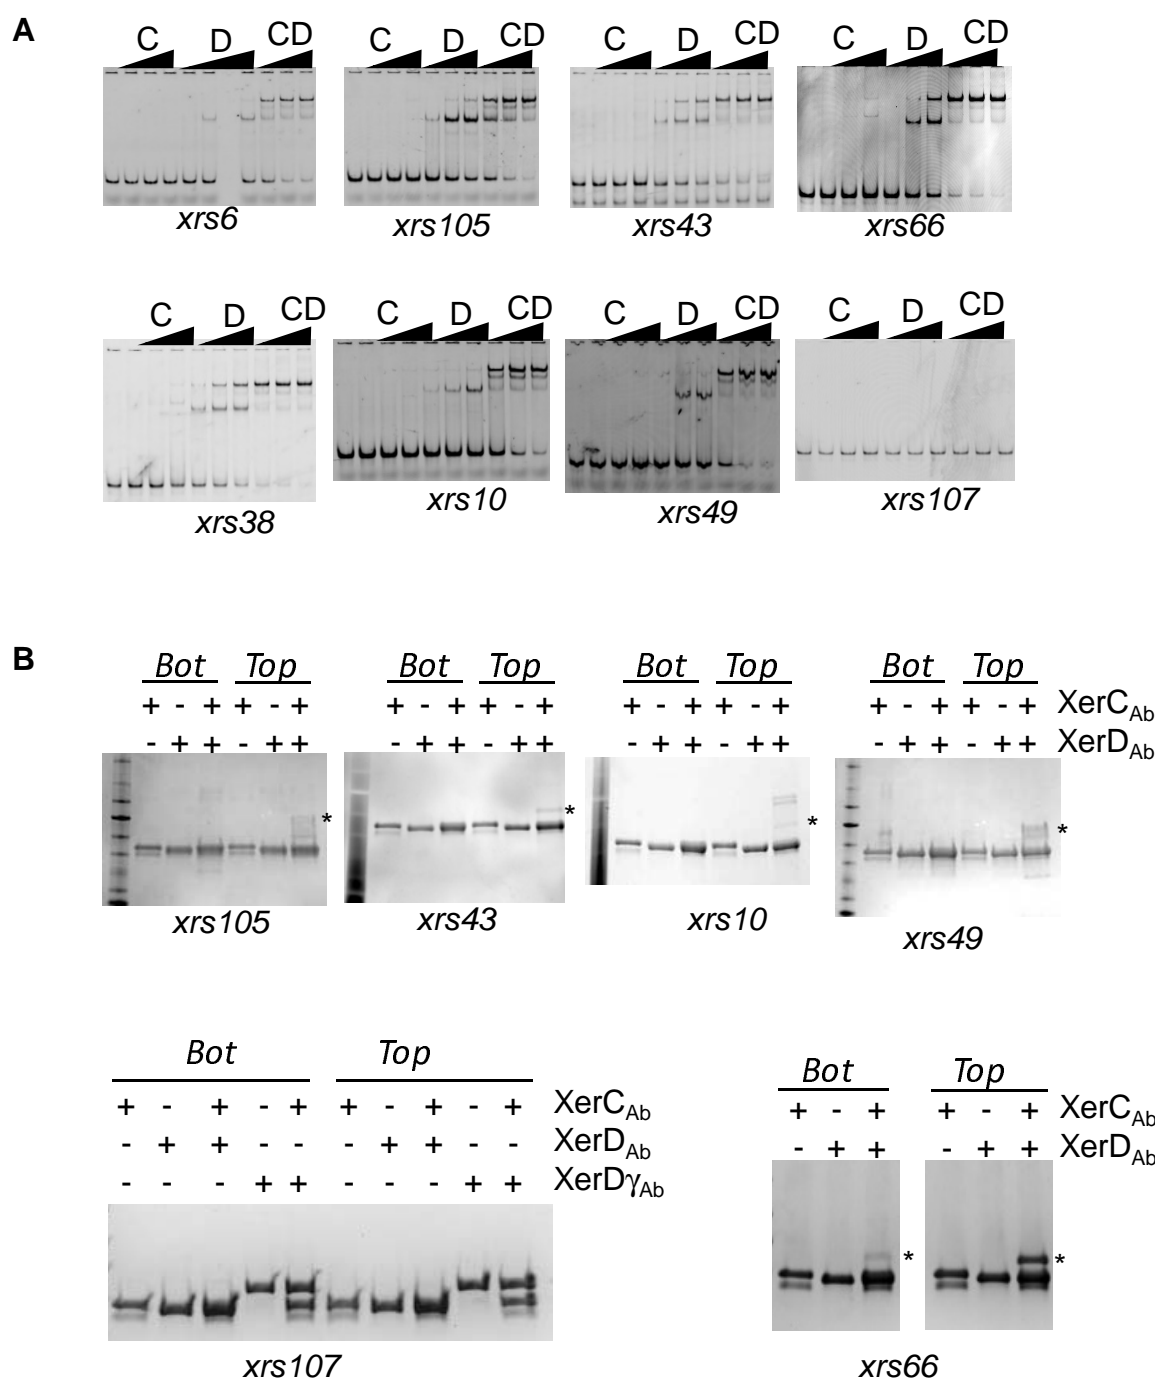 A
C D CD C D CD C D CD C D CD
xrs6 xrs105 xrs43 xrs66
C D CD C D CD C D CD C D CD
xrs38 xrs10 xrs49 xrs107
B
Bot Top Bot Top Bot Top Bot Top
+ - + + - + + - + + - + + - + + - + + - + + - + XerCAb
- + + - + + - + + - + + - + + - + + - + + - + + XerDAb
* * * *
xrs105 xrs43 xrs10 xrs49
Bot Top
+ - + - + + - + - + XerCAb
- + + - - - + + - - XerDAb
- - - + + - - - + + XerDγAb
xrs107
Bot Top
+ - + + - + XerCAb
- + + - + + XerDAb
* *
xrs66